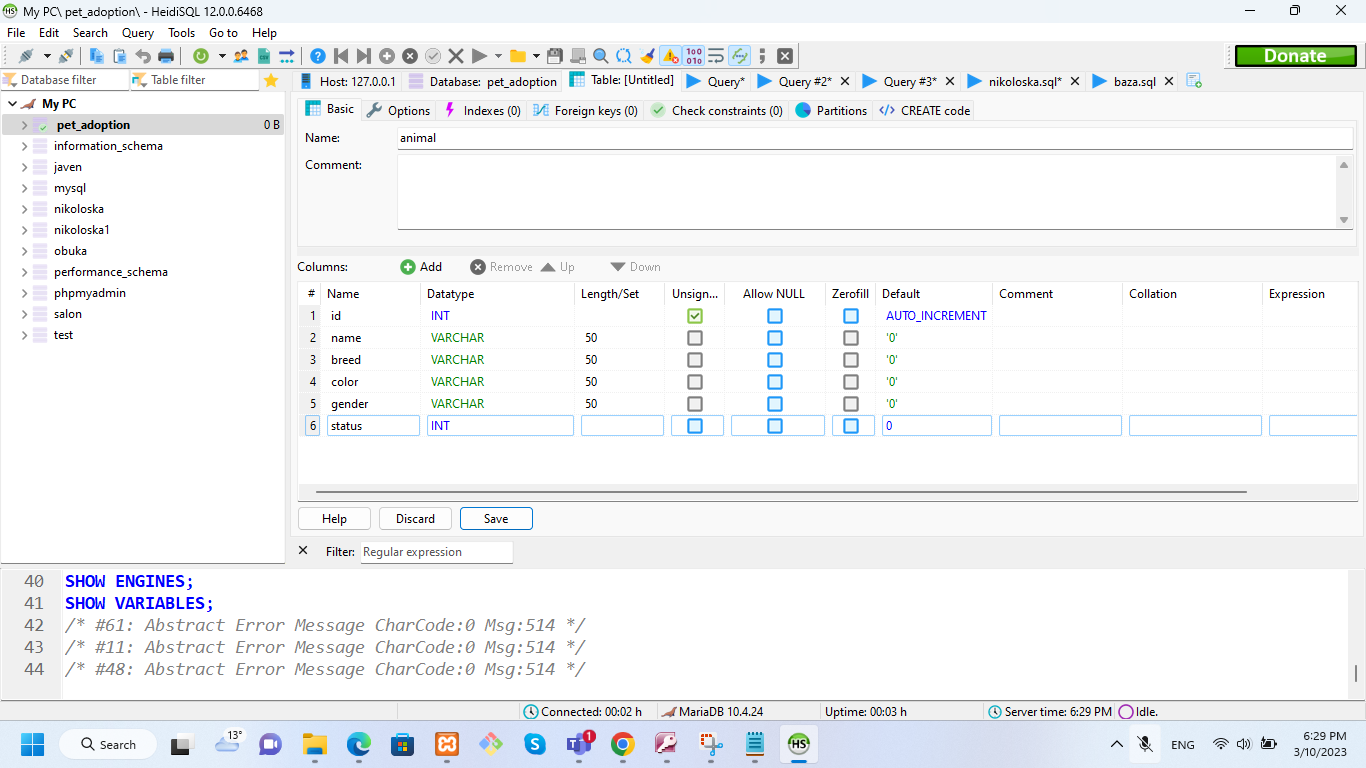 My PC\ pet_adoption\ - HeidiSQL 12.0.0.6468
File Edit Search Query Tools Go to Help
Donate
Database filter Table filter
Host: 127.0.0.1 Database: pet_adoption Table: [Untitled] Query* Query #2* Query #3* nikoloska.sql* baza.sql
My PC
pet_adoption 0 B
information_schema
javen
mysql
nikoloska
nikoloska1
obuka
performance_schema
phpmyadmin
salon
test
Basic Options Indexes (0) Foreign keys (0) Check constraints (0) Partitions CREATE code
Name: animal
Comment:
Columns: Add Remove Up Down
# Name Datatype Length/Set Unsign... Allow NULL Zerofill Default Comment Collation Expression
1 id INT AUTO_INCREMENT
2 name VARCHAR 50 '0'
3 breed VARCHAR 50 '0'
4 color VARCHAR 50 '0'
5 gender VARCHAR 50 '0'
6 status INT 0
Help Discard Save
Filter: Regular expression
40 SHOW ENGINES;
41 SHOW VARIABLES;
42 /* #61: Abstract Error Message CharCode:0 Msg:514 */
43 /* #11: Abstract Error Message CharCode:0 Msg:514 */
44 /* #48: Abstract Error Message CharCode:0 Msg:514 */
Connected: 00:02 h MariaDB 10.4.24 Uptime: 00:03 h Server time: 6:29 PM Idle.
Search 13° 1 HS ENG 6:29 PM
3/10/2023